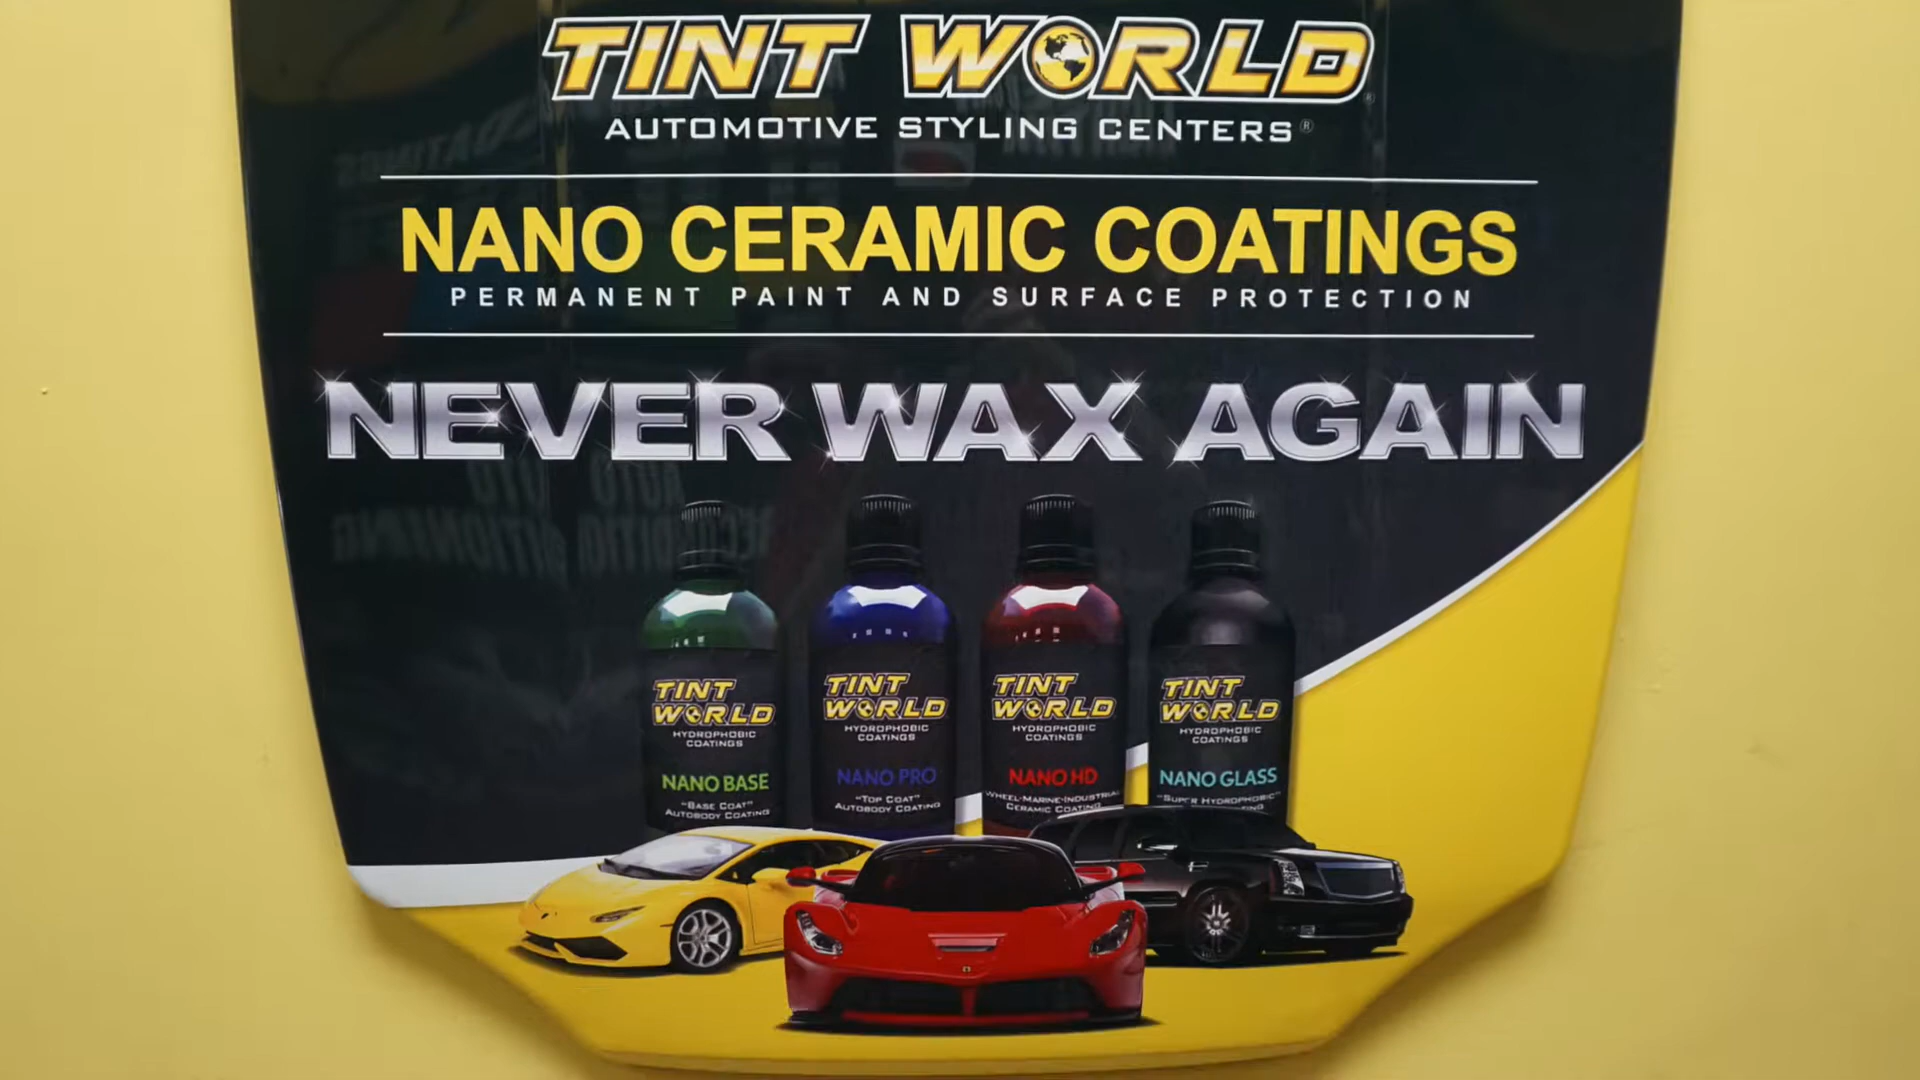 TINT WORLD
AUTOMOTIVE STYLING CENTERS®
NANO CERAMIC COATINGS
PERMANENT PAINT AND SURFACE PROTECTION
NEVER WAX AGAIN
TINT
WORLD
HYDROPHOBIC
COATINGS
NANO BASE
"BASE COAT"
AUTOBODY COATING
TINT
WORLD
HYDROPHOBIC
COATINGS
NANO PRO
"TOP COAT"
AUTOBODY COATING
TINT
WORLD
HYDROPHOBIC
COATINGS
NANO HD
WHEEL-MARINE-INDUSTRIAL
CERAMIC COATING
TINT
WORLD
HYDROPHOBIC
COATINGS
NANO GLASS
"SUPER HYDROPHOBIC"